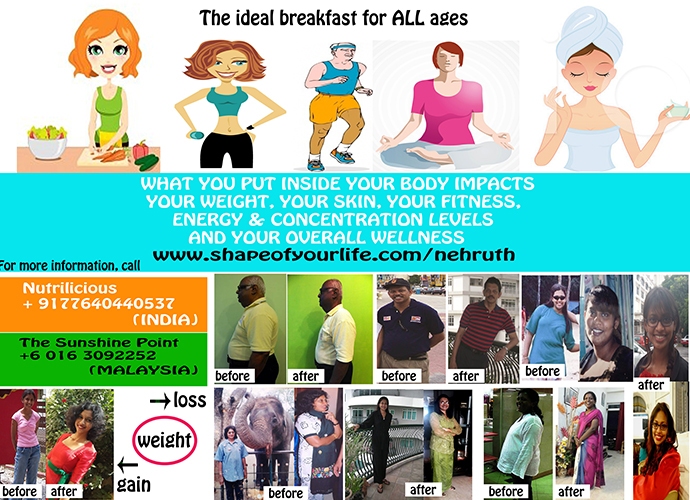 The ideal breakfast for ALL ages
WHAT YOU PUT INSIDE YOUR BODY IMPACTS
YOUR WEIGHT, YOUR SKIN, YOUR FITNESS,
ENERGY & CONCENTRATION LEVELS
AND YOUR OVERALL WELLNESS
www.shapeofyourlife.com/nehruth
For more information, call
Nutrilicious
+ 9177640440537
(INDIA)
The Sunshine Point
+6 016 3092252
(MALAYSIA)
before
after
before
after
before
after
before
after
loss
weight
gain
before
after
before
after